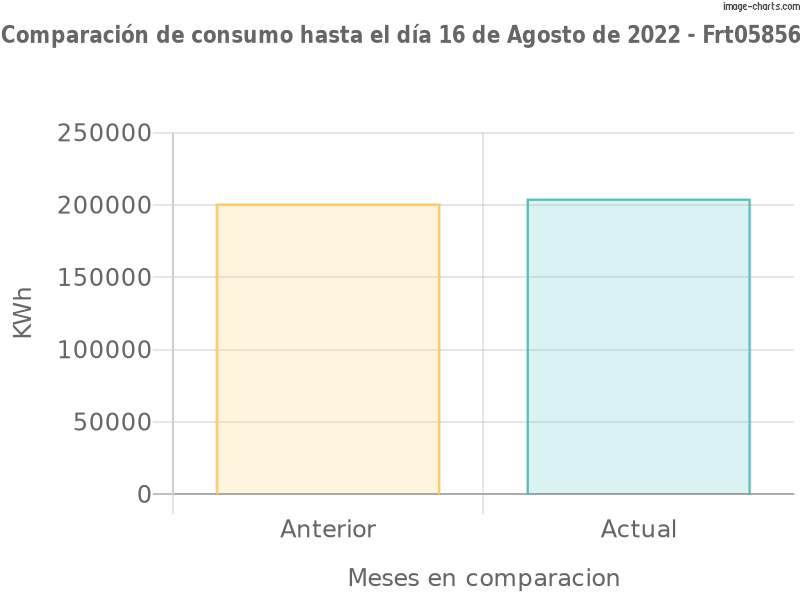 image-charts.com
Comparación de consumo hasta el día 16 de Agosto de 2022 - Frt05856
250000
200000
150000
100000
50000
0
KWh
Anterior
Actual
Meses en comparacion